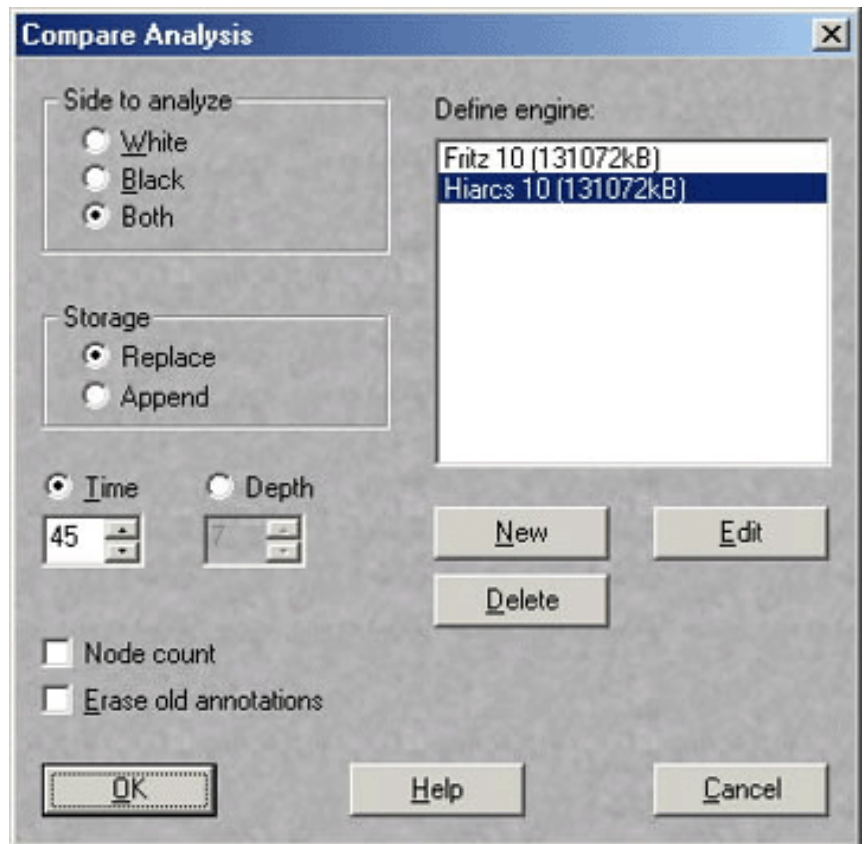 Compare Analysis
Side to analyze
White
Black
Both
Define engine:
Fritz 10 (131072kB)
Hiarcs 10 (131072kB)
Storage
Replace
Append
Time
Depth
45
7
New
Edit
Delete
Node count
Erase old annotations
OK
Help
Cancel